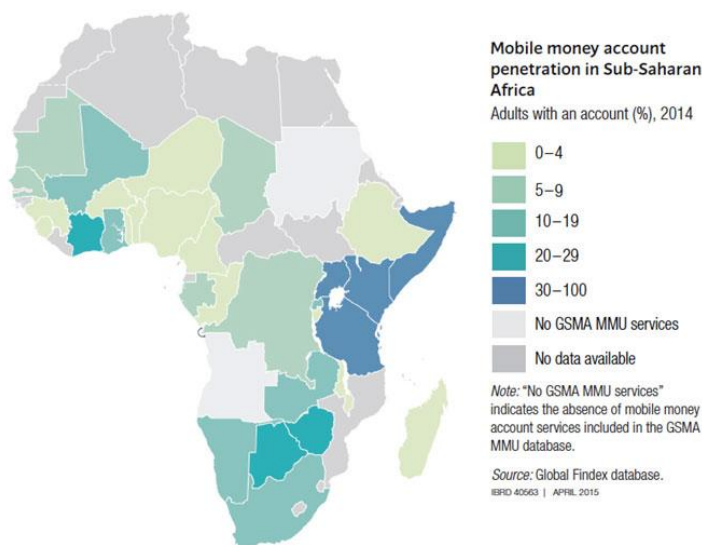 Mobile money account
penetration in Sub-Saharan
Africa
Adults with an account (%), 2014
0–4
5–9
10–19
20–29
30–100
No GSMA MMU services
No data available
Note: “No GSMA MMU services”
indicates the absence of mobile money
account services included in the GSMA
MMU database.
Source: Global Findex database.
IBRD 40563 | APRIL 2015